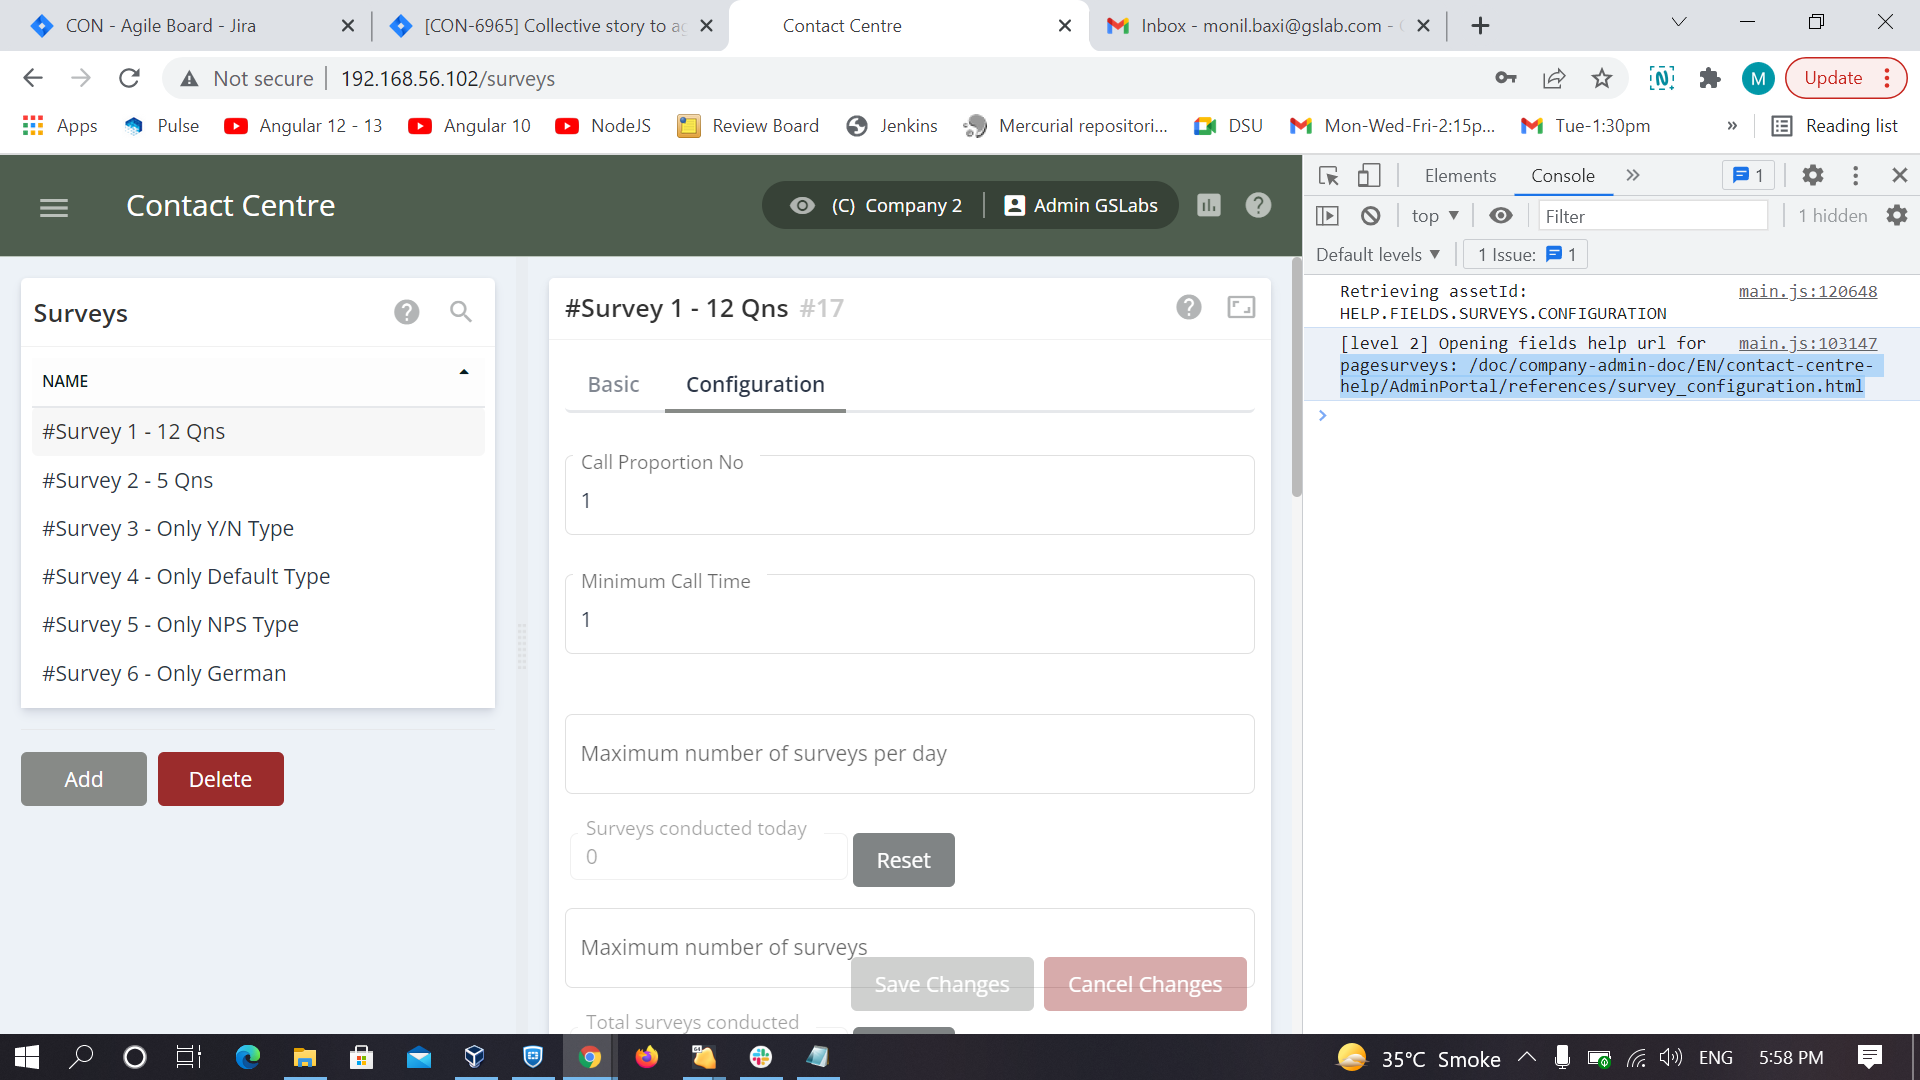 CON - Agile Board - Jira
[CON-6965] Collective story to ag
Contact Centre
Inbox - monil.baxi@gslab.com -
Not secure
192.168.56.102/surveys
M
Update
Apps
Pulse
Angular 12 - 13
Angular 10
NodeJS
Review Board
Jenkins
Mercurial repositori...
DSU
Mon-Wed-Fri-2:15p...
Tue-1:30pm
»
Reading list
Contact Centre
(C) Company 2
Admin GSLabs
Surveys
NAME
#Survey 1 - 12 Qns
#Survey 2 - 5 Qns
#Survey 3 - Only Y/N Type
#Survey 4 - Only Default Type
#Survey 5 - Only NPS Type
#Survey 6 - Only German
Add
Delete
#Survey 1 - 12 Qns #17
Basic
Configuration
Call Proportion No
1
Minimum Call Time
1
Maximum number of surveys per day
Surveys conducted today
0
Reset
Maximum number of surveys
Save Changes
Cancel Changes
Total surveys conducted
Elements
Console
»
1
top
Filter
1 hidden
Default levels
1 Issue: 1
Retrieving assetId: main.js:120648
HELP.FIELDS.SURVEYS.CONFIGURATION
[level 2] Opening fields help url for main.js:103147
pagesurveys: /doc/company-admin-doc/EN/contact-centre-
help/AdminPortal/references/survey_configuration.html
35°C Smoke
ENG
5:58 PM